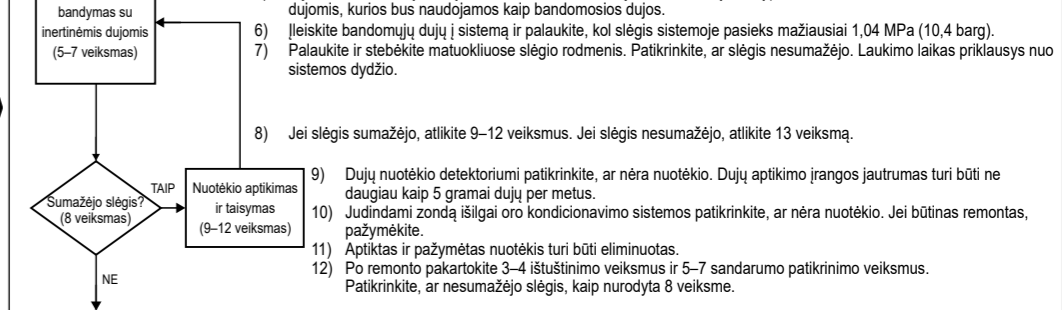 bandymas su
inertinėmis dujomis
(5–7 veiksmas)
dujomis, kurios bus naudojamos kaip bandomosios dujos.
6) Įleiskite bandomųjų dujų į sistemą ir palaukite, kol slėgis sistemoje pasieks mažiausiai 1,04 MPa (10,4 barg).
7) Palaukite ir stebėkite matuokliuose slėgio rodmenis. Patikrinkite, ar slėgis nesumažėjo. Laukimo laikas priklausys nuo
sistemos dydžio.
8) Jei slėgis sumažėjo, atlikite 9–12 veiksmus. Jei slėgis nesumažėjo, atlikite 13 veiksmą.
Sumažėjo slėgis?
(8 veiksmas)
TAIP
NE
Nuotėkio aptikimas
ir taisymas
(9–12 veiksmas)
9) Dujų nuotėkio detektoriumi patikrinkite, ar nėra nuotėkio. Dujų aptikimo įrangos jautrumas turi būti ne
daugiau kaip 5 gramai dujų per metus.
10) Judindami zondą išilgai oro kondicionavimo sistemos patikrinkite, ar nėra nuotėkio. Jei būtinas remontas,
pažymėkite.
11) Aptiktas ir pažymėtas nuotėkis turi būti eliminuotas.
12) Po remonto pakartokite 3–4 ištuštinimo veiksmus ir 5–7 sandarumo patikrinimo veiksmus.
Patikrinkite, ar nesumažėjo slėgis, kaip nurodyta 8 veiksme.